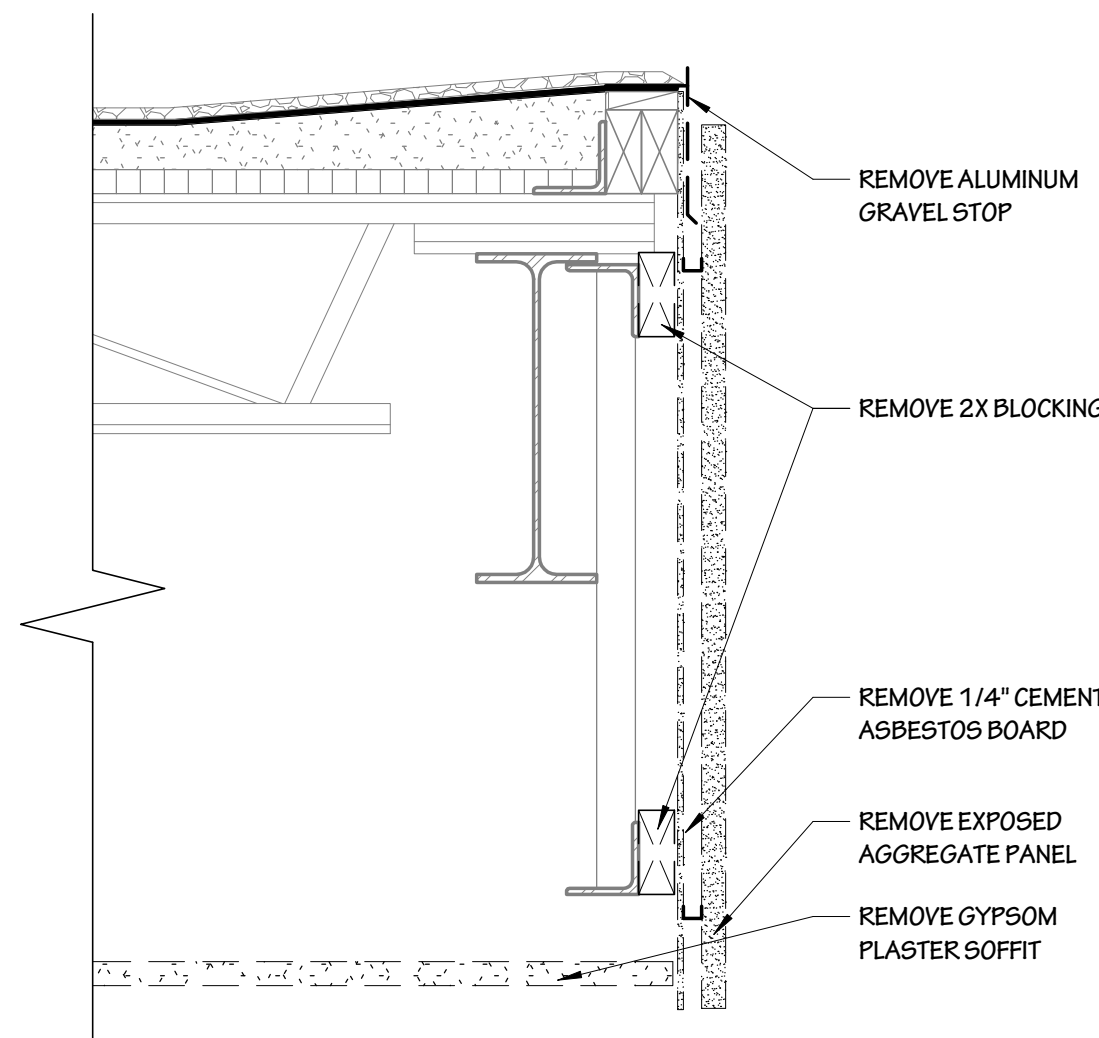 REMOVE ALUMINUM
GRAVEL STOP
REMOVE 2X BLOCKING
REMOVE 1/4" CEMENT
ASBESTOS BOARD
REMOVE EXPOSED
AGGREGATE PANEL
REMOVE GYPSOM
PLASTER SOFFIT